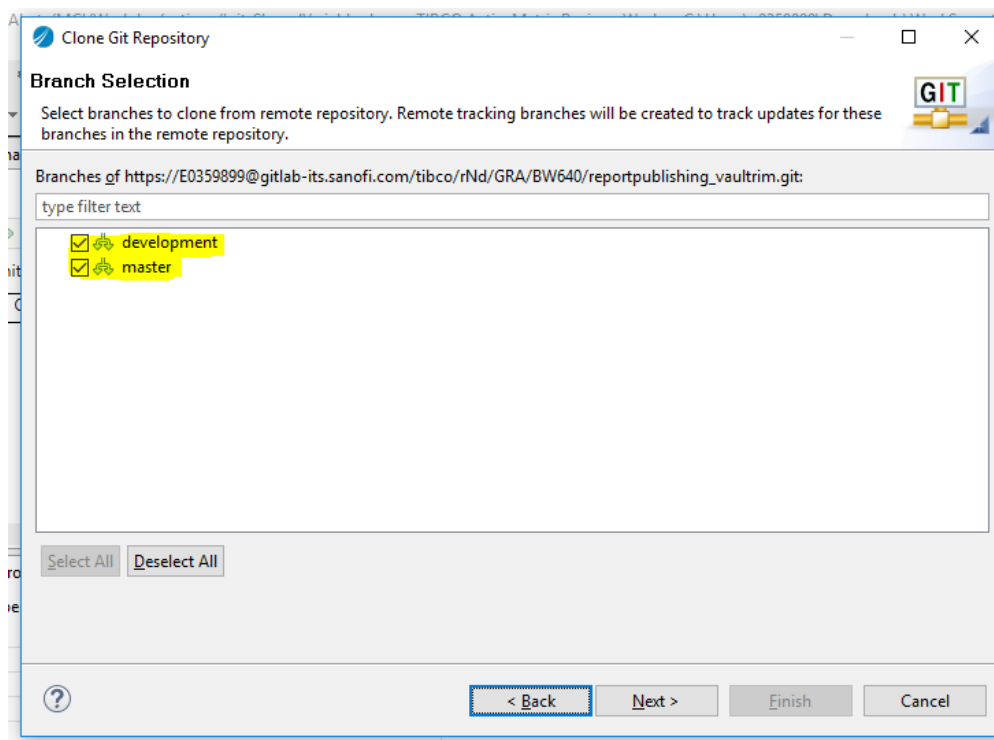 Clone Git Repository
Branch Selection
GIT
Select branches to clone from remote repository. Remote tracking branches will be created to track updates for these
branches in the remote repository.
Branches of https://E0359899@gitlab-its.sanofi.com/tibco/rNd/GRA/BW640/reportpublishing_vaultrim.git:
type filter text
development
master
Select All Deselect All
? < Back Next > Finish Cancel